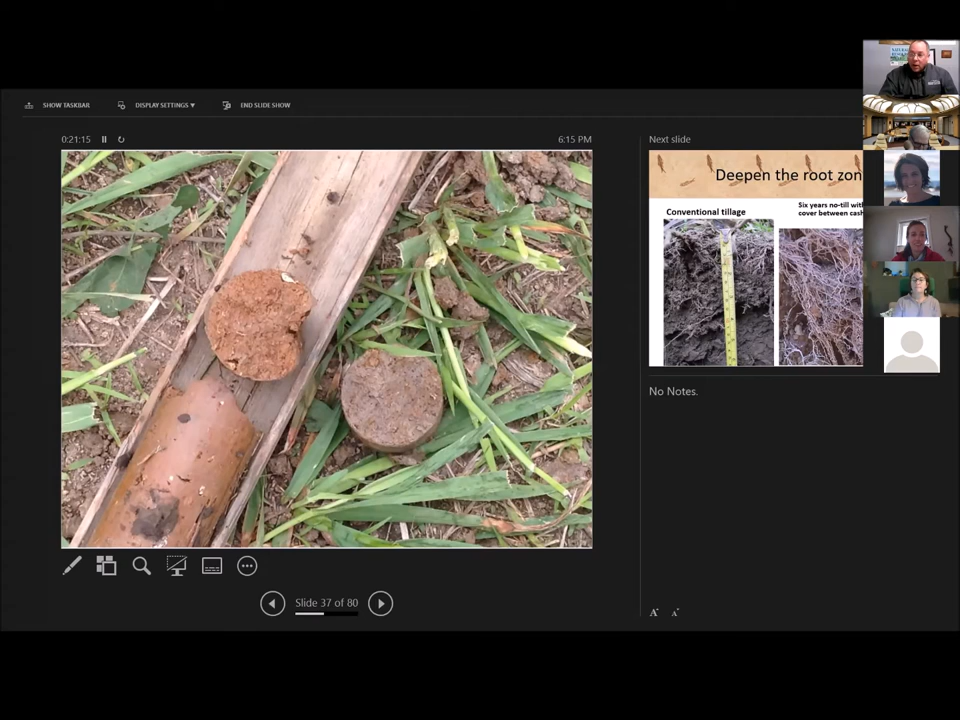 SHOW TASKBAR
DISPLAY SETTINGS ▼
END SLIDE SHOW
0:21:15
6:15 PM
Next slide
Deepen the root zon
Conventional tillage
Six years no-till with
cover between cash
No Notes.
Slide 37 of 80
A
A